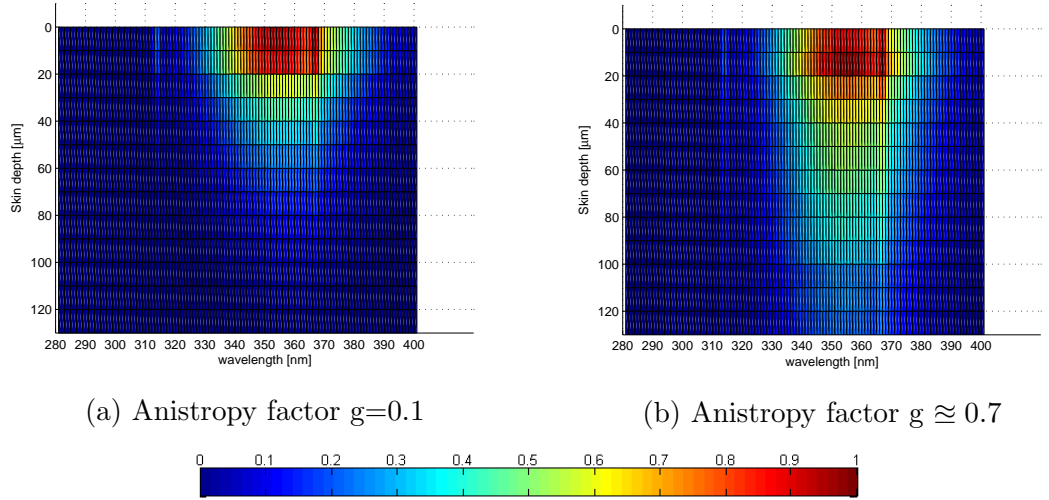 0
20
40
60
80
100
120
Skin depth [µm]
280 290 300 310 320 330 340 350 360 370 380 390 400
wavelength [nm]
(a) Anistropy factor g=0.1
0
20
40
60
80
100
120
Skin depth [µm]
280 290 300 310 320 330 340 350 360 370 380 390 400
wavelength [nm]
(b) Anistropy factor g ≊ 0.7
0 0.1 0.2 0.3 0.4 0.5 0.6 0.7 0.8 0.9 1